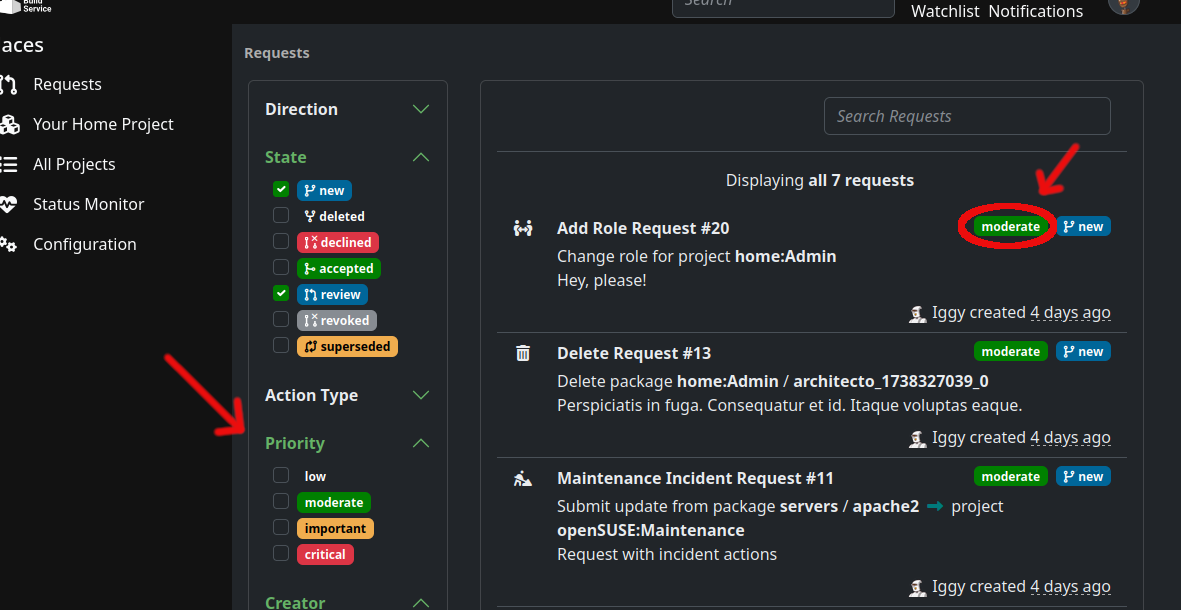 Build
Service
Search
Watchlist Notifications
aces
Requests
Your Home Project
All Projects
Status Monitor
Configuration
Requests
Direction
State
new
deleted
declined
accepted
review
revoked
superseded
Action Type
Priority
low
moderate
important
critical
Creator
Search Requests
Displaying all 7 requests
Add Role Request #20 moderate new
Change role for project home:Admin
Hey, please!
Iggy created 4 days ago
Delete Request #13 moderate new
Delete package home:Admin / architecto_1738327039_0
Perspiciatis in fuga. Consequatur et id. Itaque voluptas eaque.
Iggy created 4 days ago
Maintenance Incident Request #11 moderate new
Submit update from package servers / apache2 → project
openSUSE:Maintenance
Request with incident actions
Iggy created 4 days ago